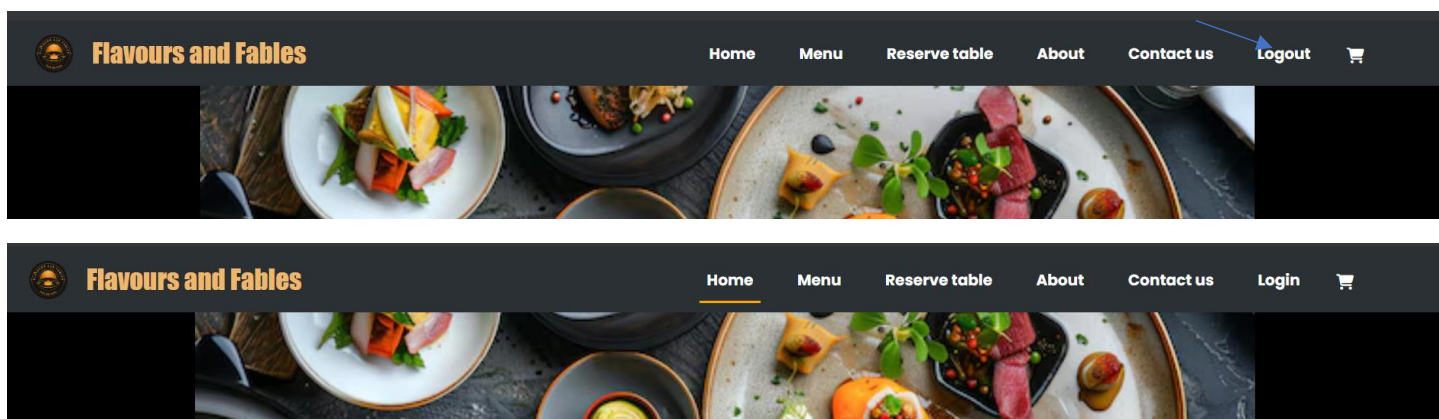 Flavours and Fables Home Menu Reserve table About Contact us Logout
Flavours and Fables Home Menu Reserve table About Contact us Login